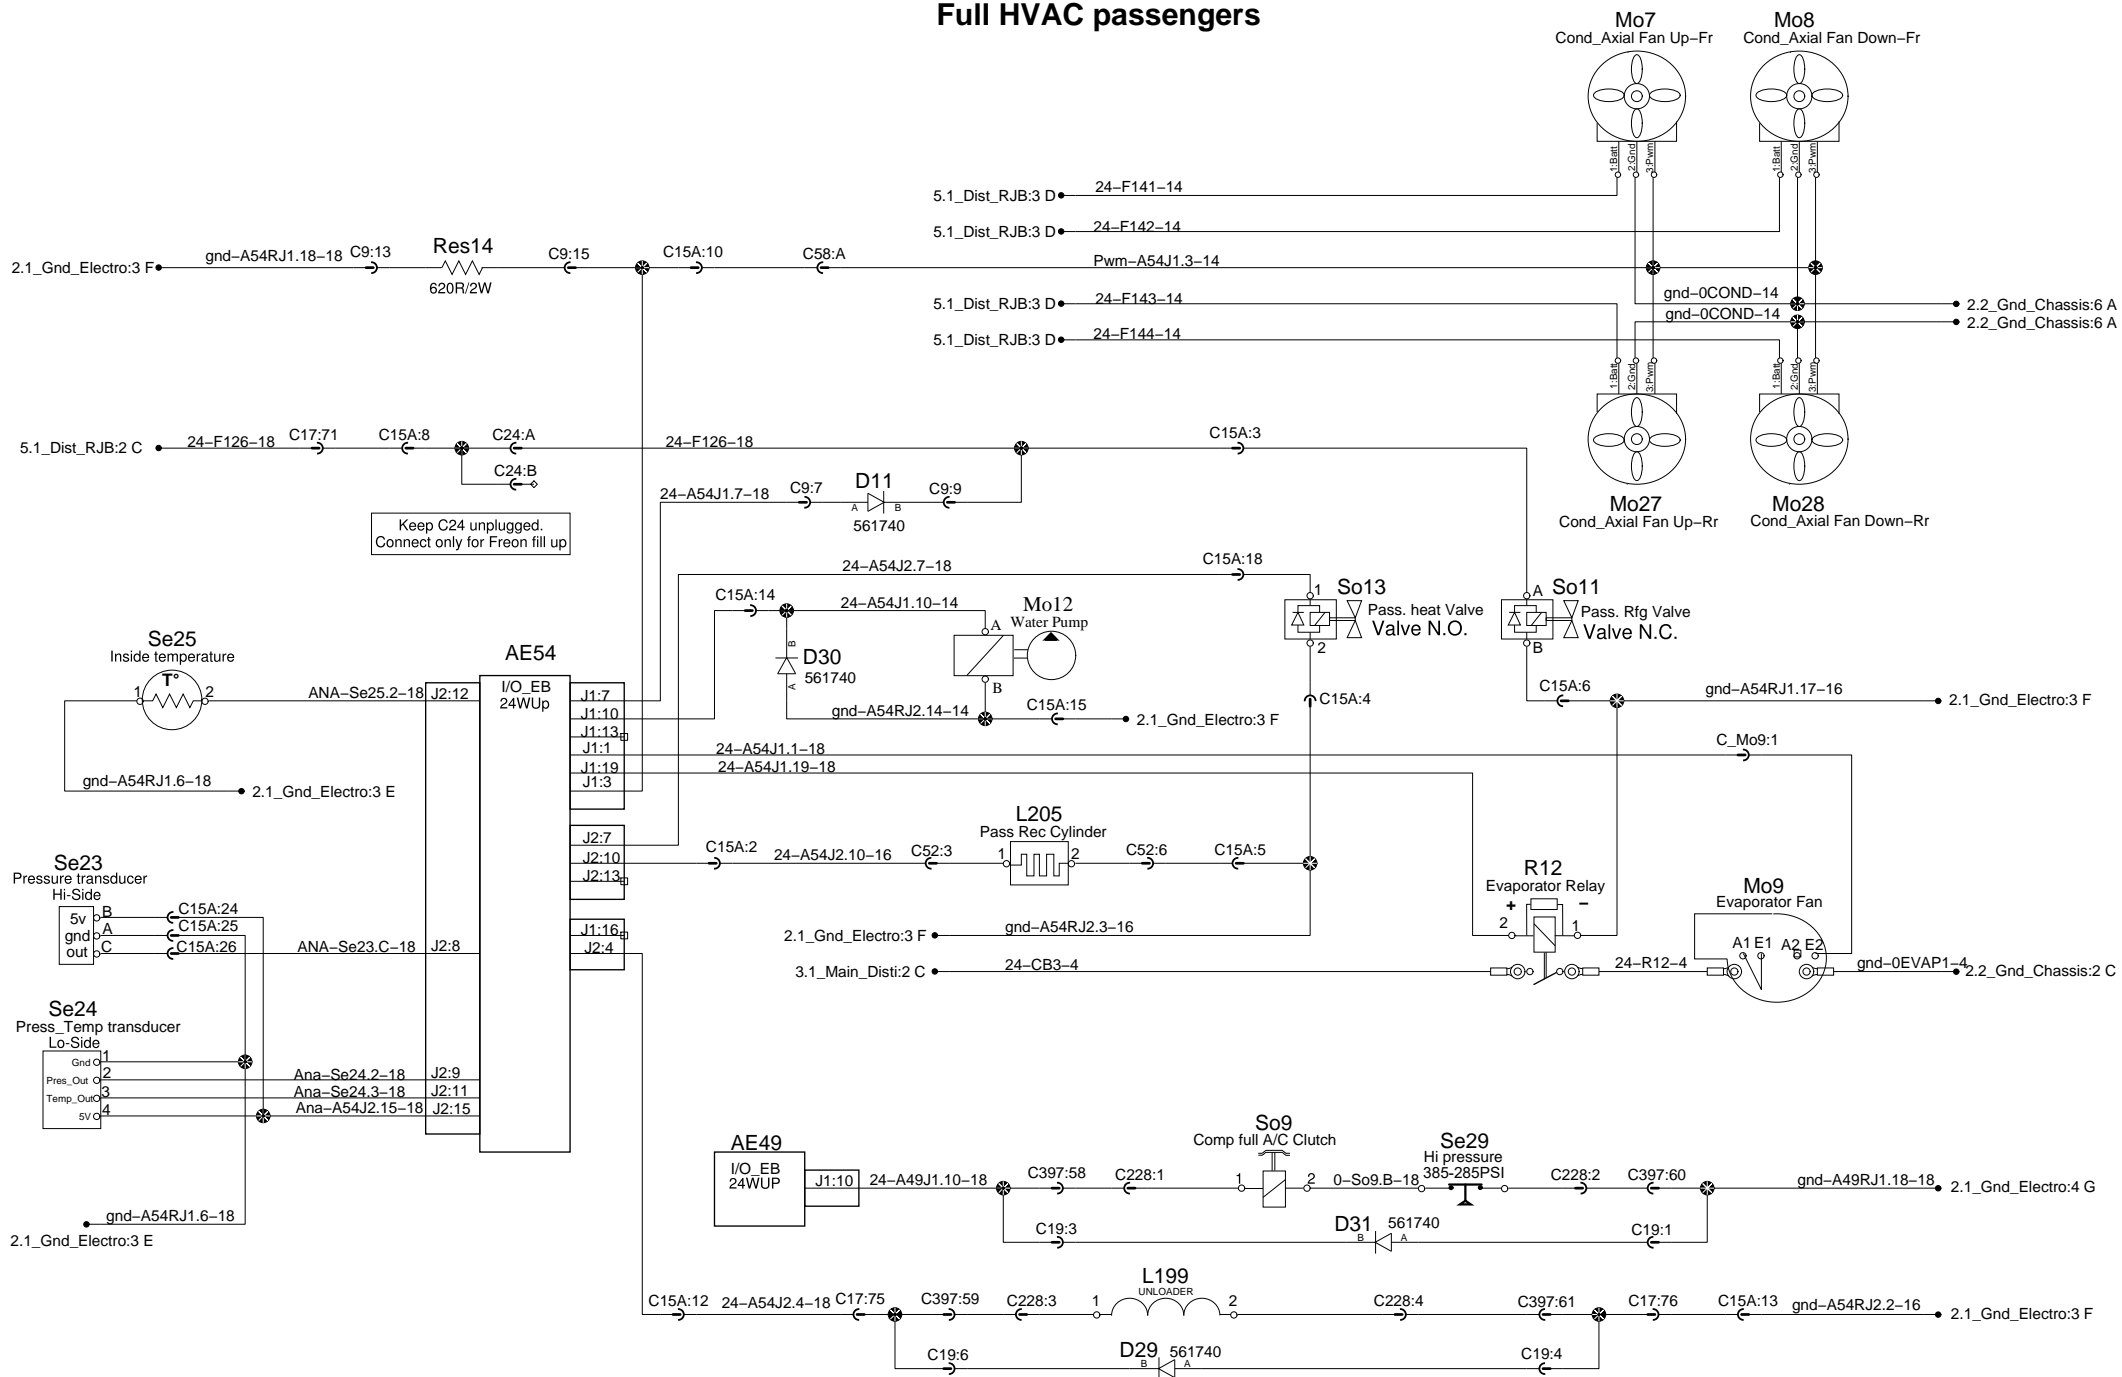 Full HVAC passengers
Mo7
Cond_Axial Fan Up−Fr
Mo8
Cond_Axial Fan Down−Fr
1:Batt
2:Gnd
3:Pwm
1:Batt
2:Gnd
3:Pwm
5.1_Dist_RJB:3 D
24−F141−14
5.1_Dist_RJB:3 D
24−F142−14
2.1_Gnd_Electro:3 F
gnd−A54RJ1.18−18
C9:13
Res14
620R/2W
C9:15
C15A:10
C58:A
Pwm−A54J1.3−14
5.1_Dist_RJB:3 D
24−F143−14
gnd−0COND−14
2.2_Gnd_Chassis:6 A
gnd−0COND−14
2.2_Gnd_Chassis:6 A
5.1_Dist_RJB:3 D
24−F144−14
1:Batt
2:Gnd
3:Pwm
1:Batt
2:Gnd
3:Pwm
Mo27
Cond_Axial Fan Up−Rr
Mo28
Cond_Axial Fan Down−Rr
5.1_Dist_RJB:2 C
24−F126−18
C17:71
C15A:8
C24:A
24−F126−18
C15A:3
C24:B
Keep C24 unplugged.
Connect only for Freon fill up
24−A54J1.7−18
C9:7
D11
A
B
561740
C9:9
24−A54J2.7−18
C15A:18
C15A:14
24−A54J1.10−14
Mo12
Water Pump
A
B
B
D30
561740
A
gnd−A54RJ2.14−14
C15A:15
2.1_Gnd_Electro:3 F
1
So13
Pass. heat Valve
Valve N.O.
2
C15A:4
A
So11
Pass. Rfg Valve
Valve N.C.
B
C15A:6
gnd−A54RJ1.17−16
2.1_Gnd_Electro:3 F
Se25
Inside temperature
T°
1
2
ANA−Se25.2−18
J2:12
gnd−A54RJ1.6−18
2.1_Gnd_Electro:3 E
AE54
I/O_EB
24WUp
J1:7
J1:10
J1:13
J1:1
J1:19
J1:3
24−A54J1.1−18
24−A54J1.19−18
C_Mo9:1
J2:7
J2:10
J2:13
C15A:2
24−A54J2.10−16
C52:3
L205
Pass Rec Cylinder
1
2
C52:6
C15A:5
J1:16
J2:4
2.1_Gnd_Electro:3 F
gnd−A54RJ2.3−16
3.1_Main_Disti:2 C
24−CB3−4
R12
Evaporator Relay
+
−
2
1
24−R12−4
Mo9
Evaporator Fan
A1 E1
A2 E2
gnd−0EVAP1−4
2.2_Gnd_Chassis:2 C
Se23
Pressure transducer
Hi-Side
5v
B
C15A:24
gnd
A
C15A:25
out
C
C15A:26
ANA−Se23.C−18
J2:8
Se24
Press_Temp transducer
Lo-Side
Gnd
1
Pres_Out
2
Ana−Se24.2−18
J2:9
Temp_Out
3
Ana−Se24.3−18
J2:11
5V
4
Ana−A54J2.15−18
J2:15
gnd−A54RJ1.6−18
2.1_Gnd_Electro:3 E
AE49
I/O_EB
24WUP
J1:10
24−A49J1.10−18
C397:58
C228:1
So9
Comp full A/C Clutch
1
2
0−So9.B−18
Se29
Hi pressure
385-285PSI
C228:2
C397:60
gnd−A49RJ1.18−18
2.1_Gnd_Electro:4 G
C19:3
D31
561740
B
A
C19:1
C15A:12
24−A54J2.4−18
C17:75
C397:59
C228:3
L199
UNLOADER
1
2
C228:4
C397:61
C17:76
C15A:13
gnd−A54RJ2.2−16
2.1_Gnd_Electro:3 F
C19:6
D29
561740
B
A
C19:4